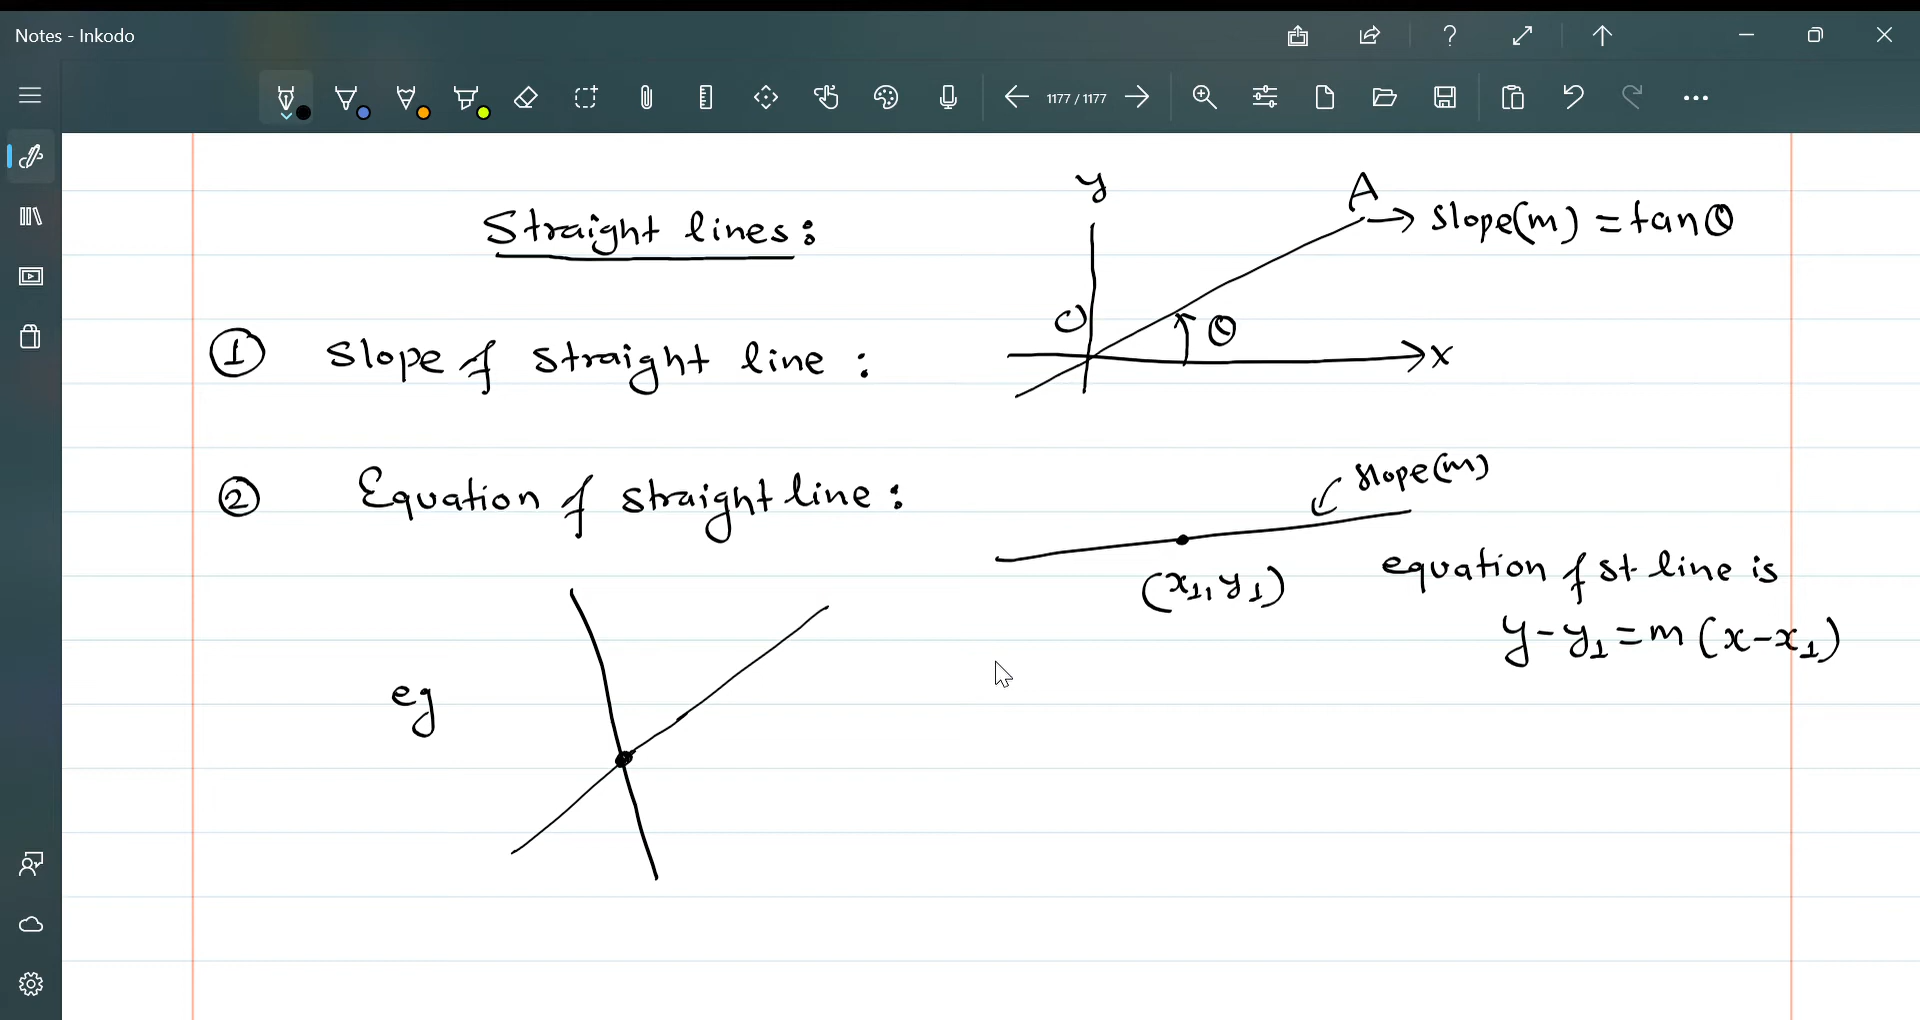 Notes - Inkodo
1177 / 1177
Straight lines:
y
A
→ slope(m) = tanθ
O
θ
x
① Slope of straight line :
② Equation of straight line :
slope(m)
(x₁, y₁)
equation of st. line is
y - y₁ = m (x - x₁)
eg